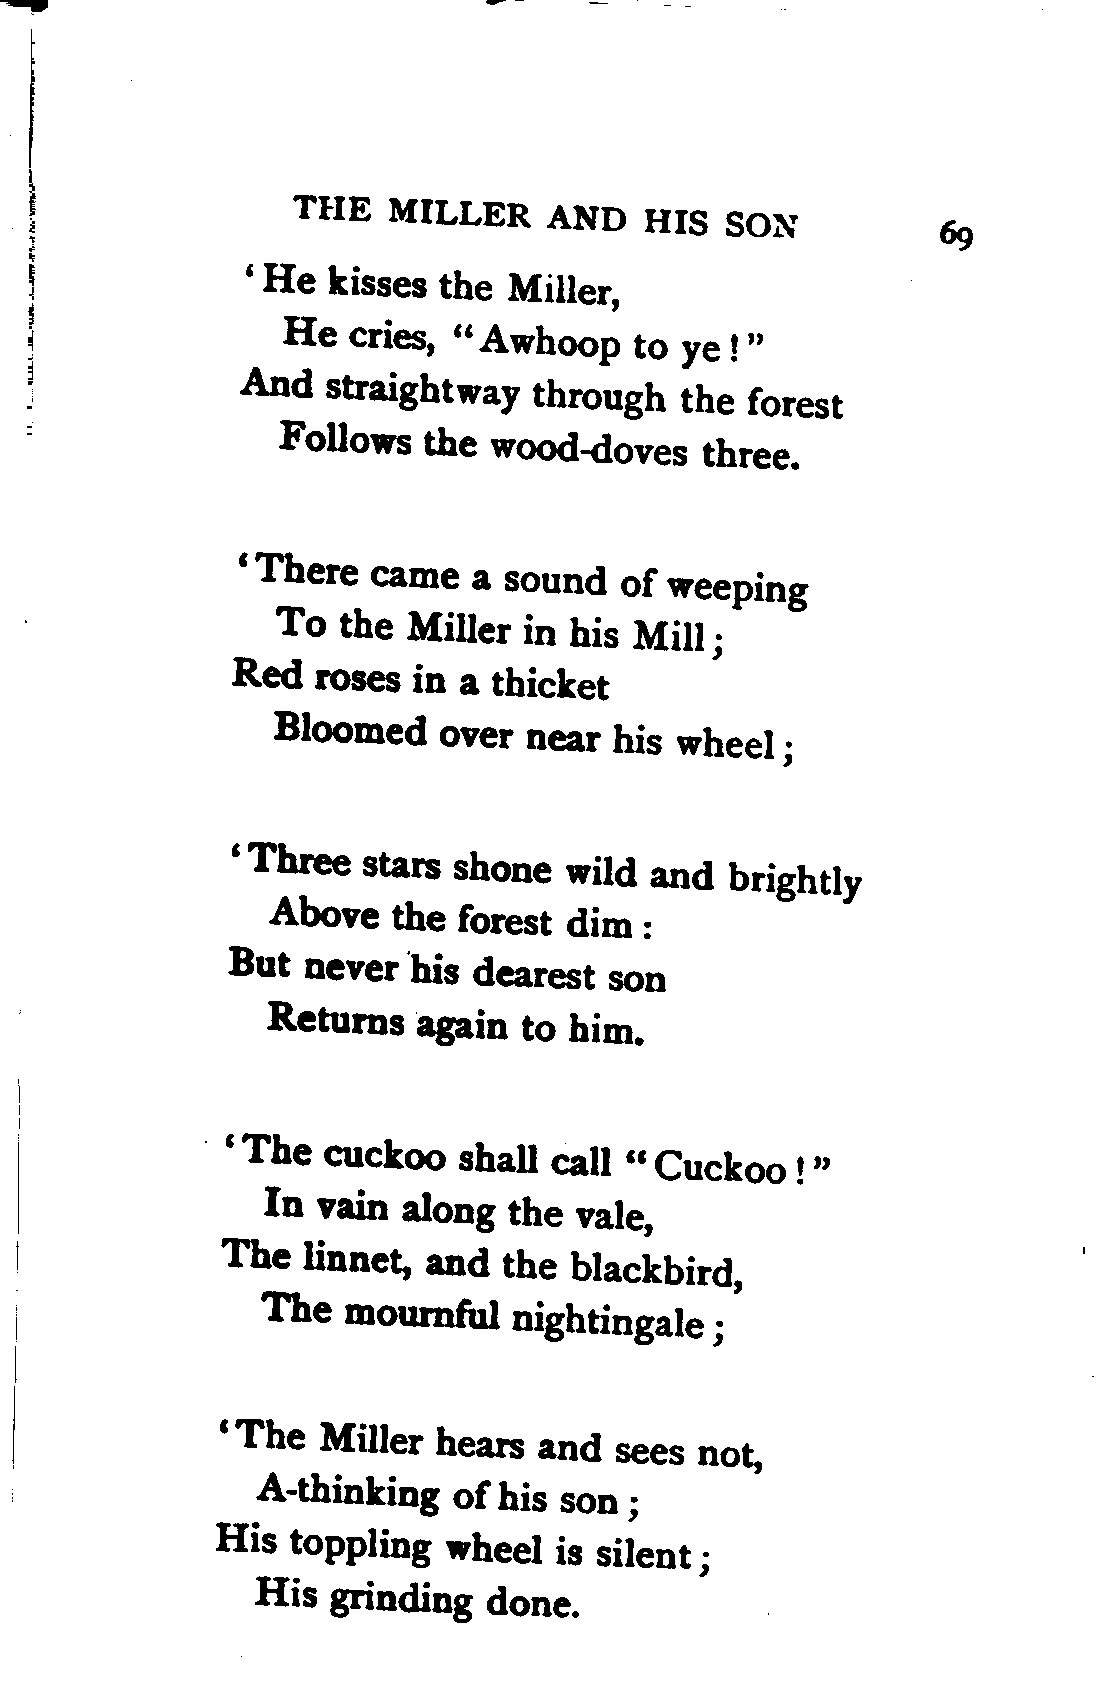 THE MILLER AND HIS SON 69
‘He kisses the Miller,
He cries, “Awhoop to ye!”
And straightway through the forest
Follows the wood-doves three.
‘There came a sound of weeping
To the Miller in his Mill;
Red roses in a thicket
Bloomed over near his wheel;
‘Three stars shone wild and brightly
Above the forest dim:
But never his dearest son
Returns again to him.
‘The cuckoo shall call “Cuckoo!”
In vain along the vale,
The linnet, and the blackbird,
The mournful nightingale;
‘The Miller hears and sees not,
A-thinking of his son;
His toppling wheel is silent;
His grinding done.